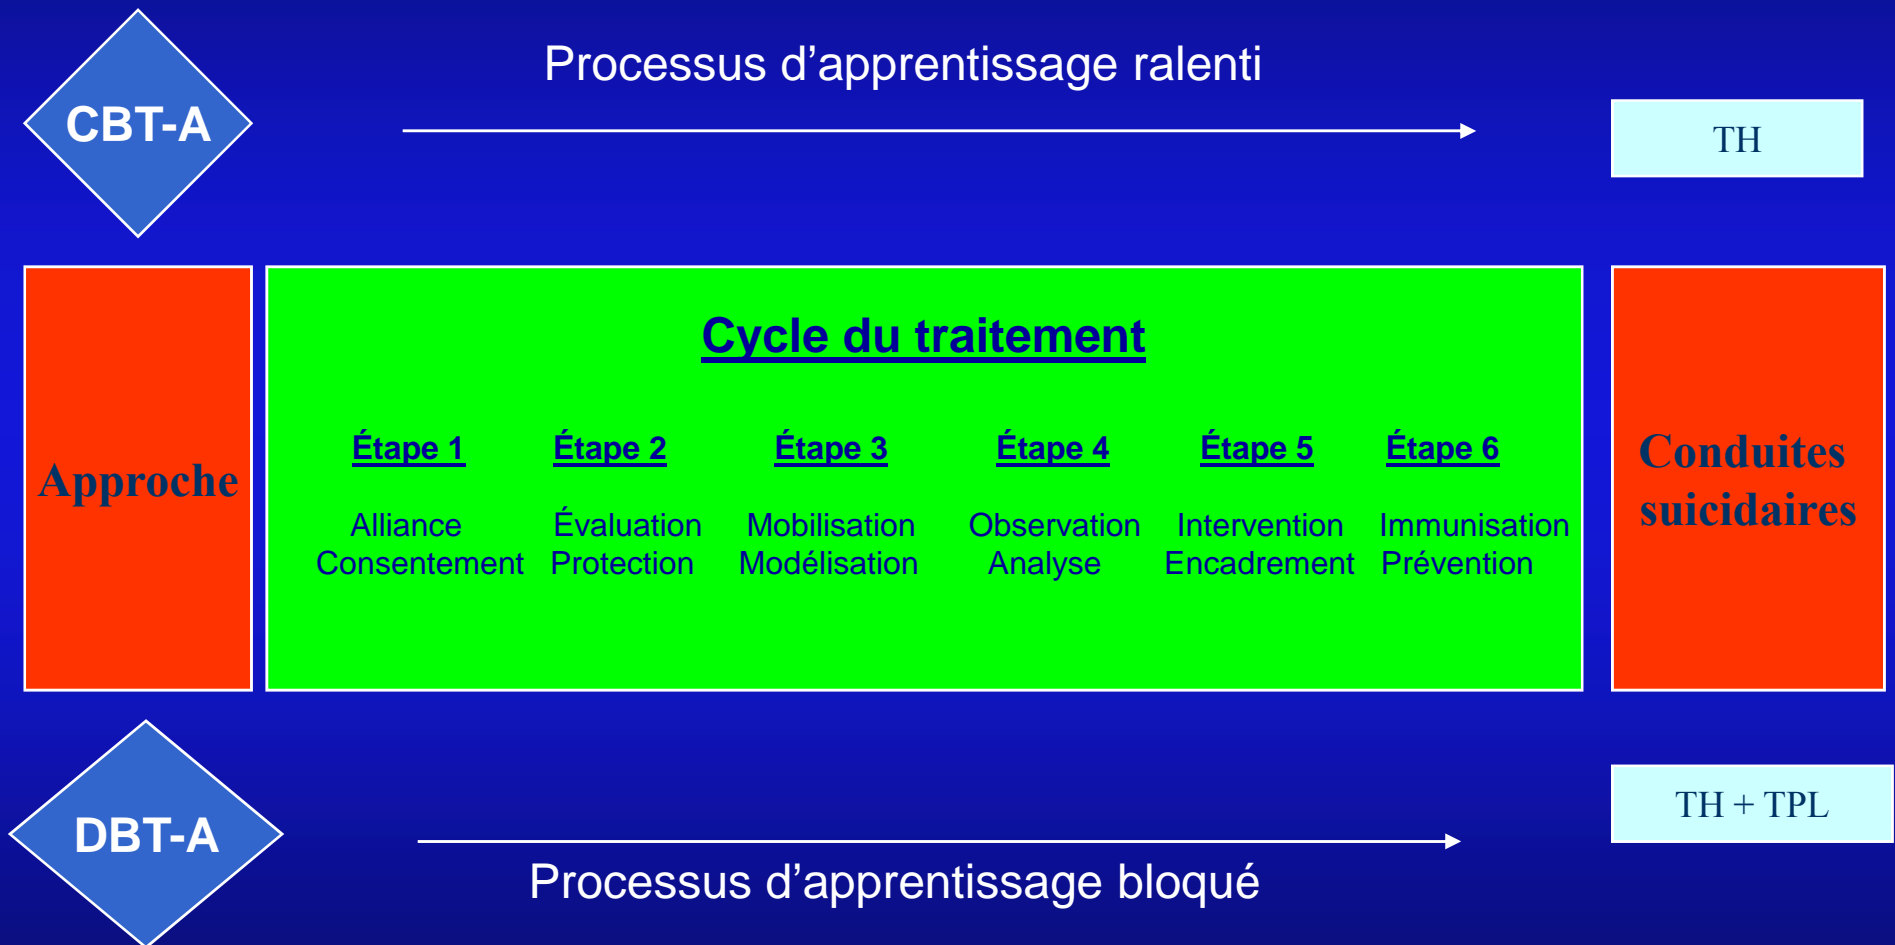 Processus d'apprentissage ralenti
CBT-A
TH
Approche
Cycle du traitement
Étape 1 Étape 2 Étape 3 Étape 4 Étape 5 Étape 6
Alliance Évaluation Mobilisation Observation Intervention Immunisation
Consentement Protection Modélisation Analyse Encadrement Prévention
Conduites
suicidaires
DBT-A
TH + TPL
Processus d'apprentissage bloqué